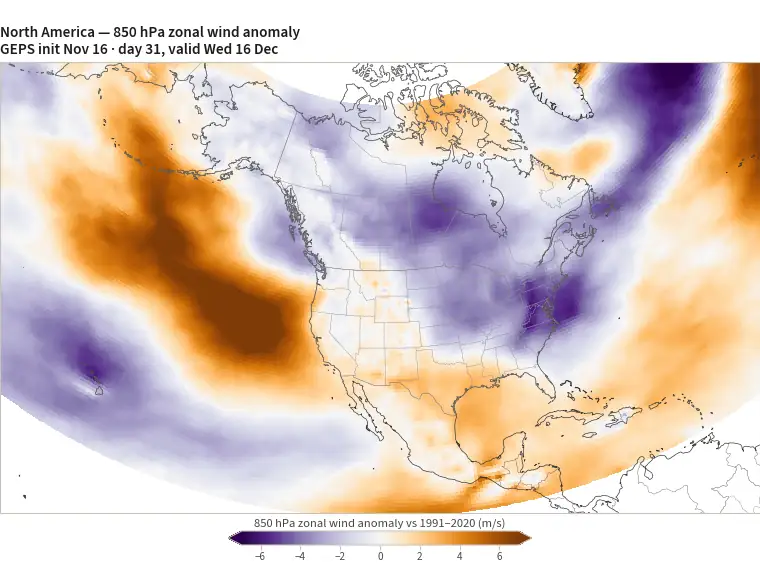 North America — 850 hPa zonal wind anomaly
GEPS init Nov 16 · day 31, valid Wed 16 Dec
850 hPa zonal wind anomaly vs 1991–2020 (m/s)
−6 −4 −2 0 2 4 6